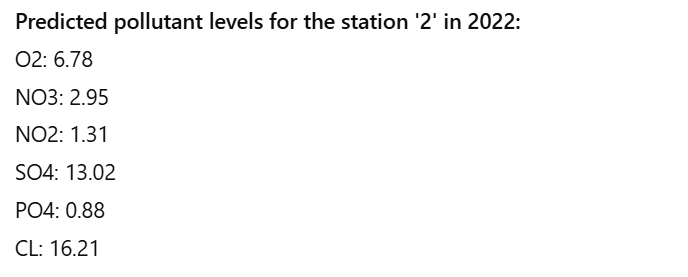 Predicted pollutant levels for the station '2' in 2022:
O2: 6.78
NO3: 2.95
NO2: 1.31
SO4: 13.02
PO4: 0.88
CL: 16.21